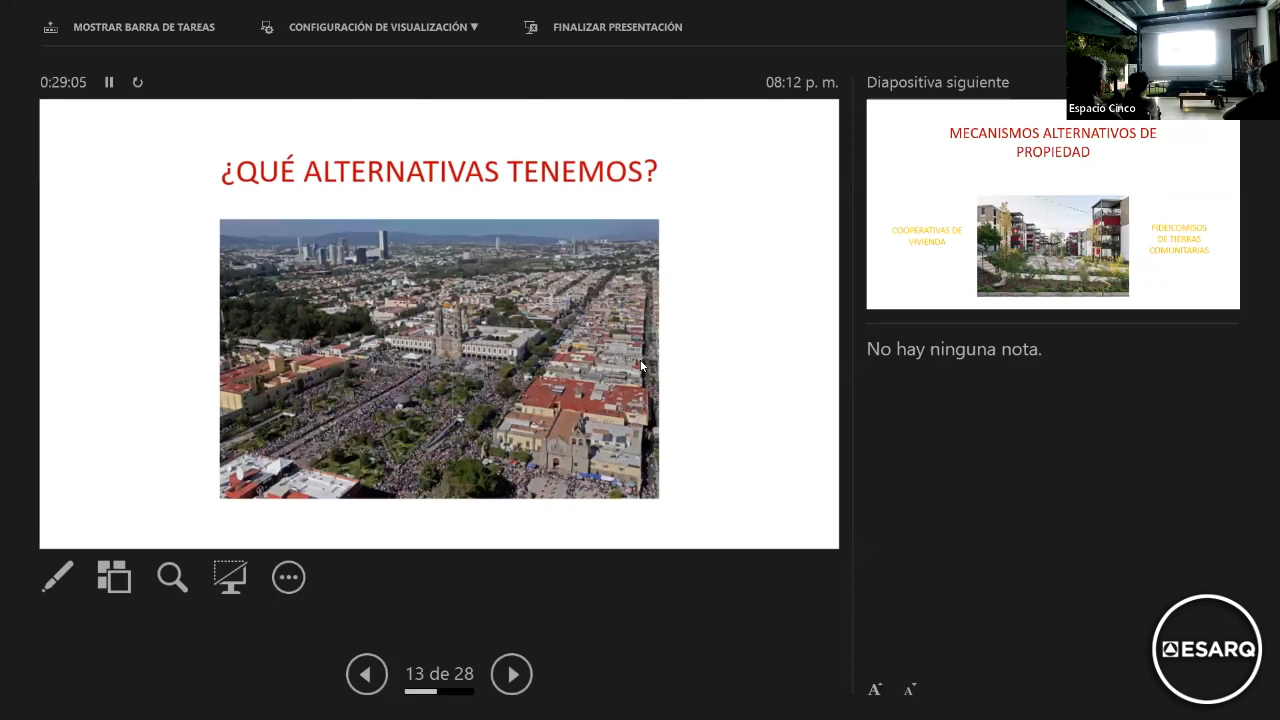 MOSTRAR BARRA DE TAREAS
CONFIGURACIÓN DE VISUALIZACIÓN ▼
FINALIZAR PRESENTACIÓN
0:29:05
08:12 p. m.
Diapositiva siguiente
Espacio Cinco
¿QUÉ ALTERNATIVAS TENEMOS?
MECANISMOS ALTERNATIVOS DE
PROPIEDAD
COOPERATIVAS DE
VIVIENDA
FIDEICOMISOS
DE TIERRAS
COMUNITARIAS
No hay ninguna nota.
13 de 28
A A
ESARQ